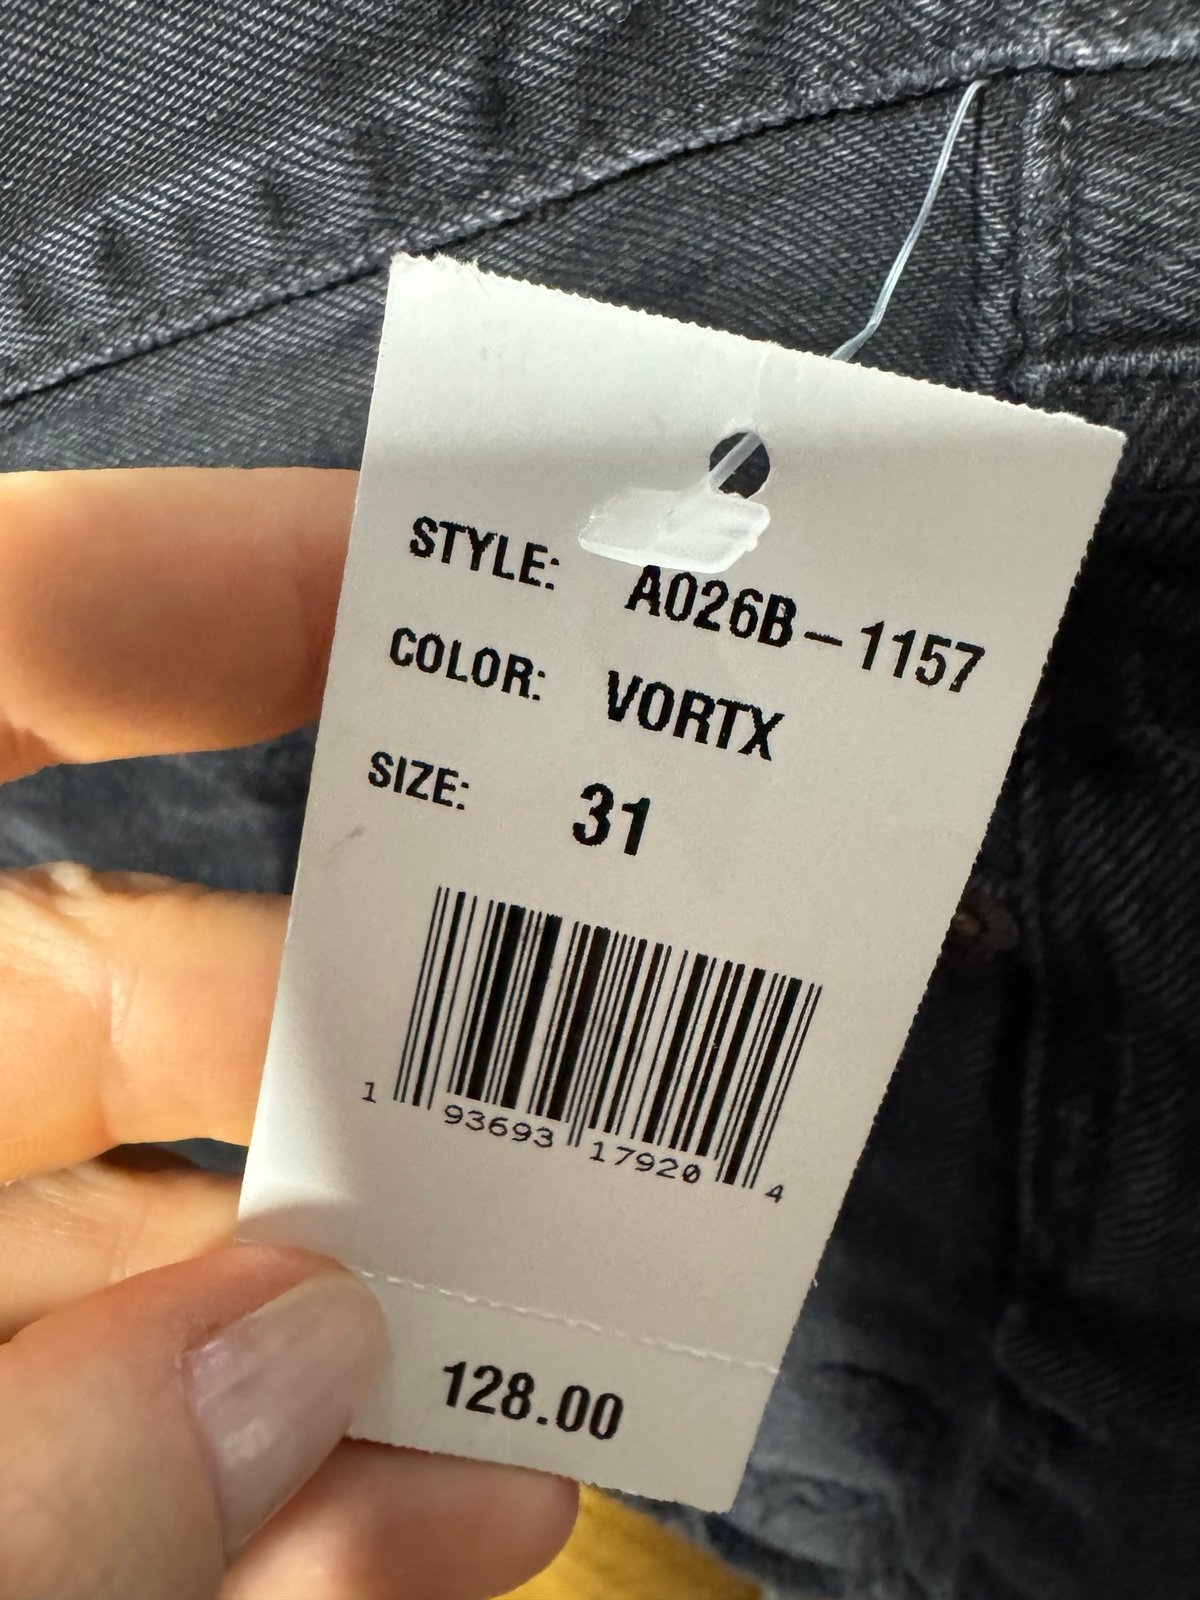 STYLE: A026B-1157
COLOR: VORTX
SIZE: 31
1 93693 17920 4
128.00